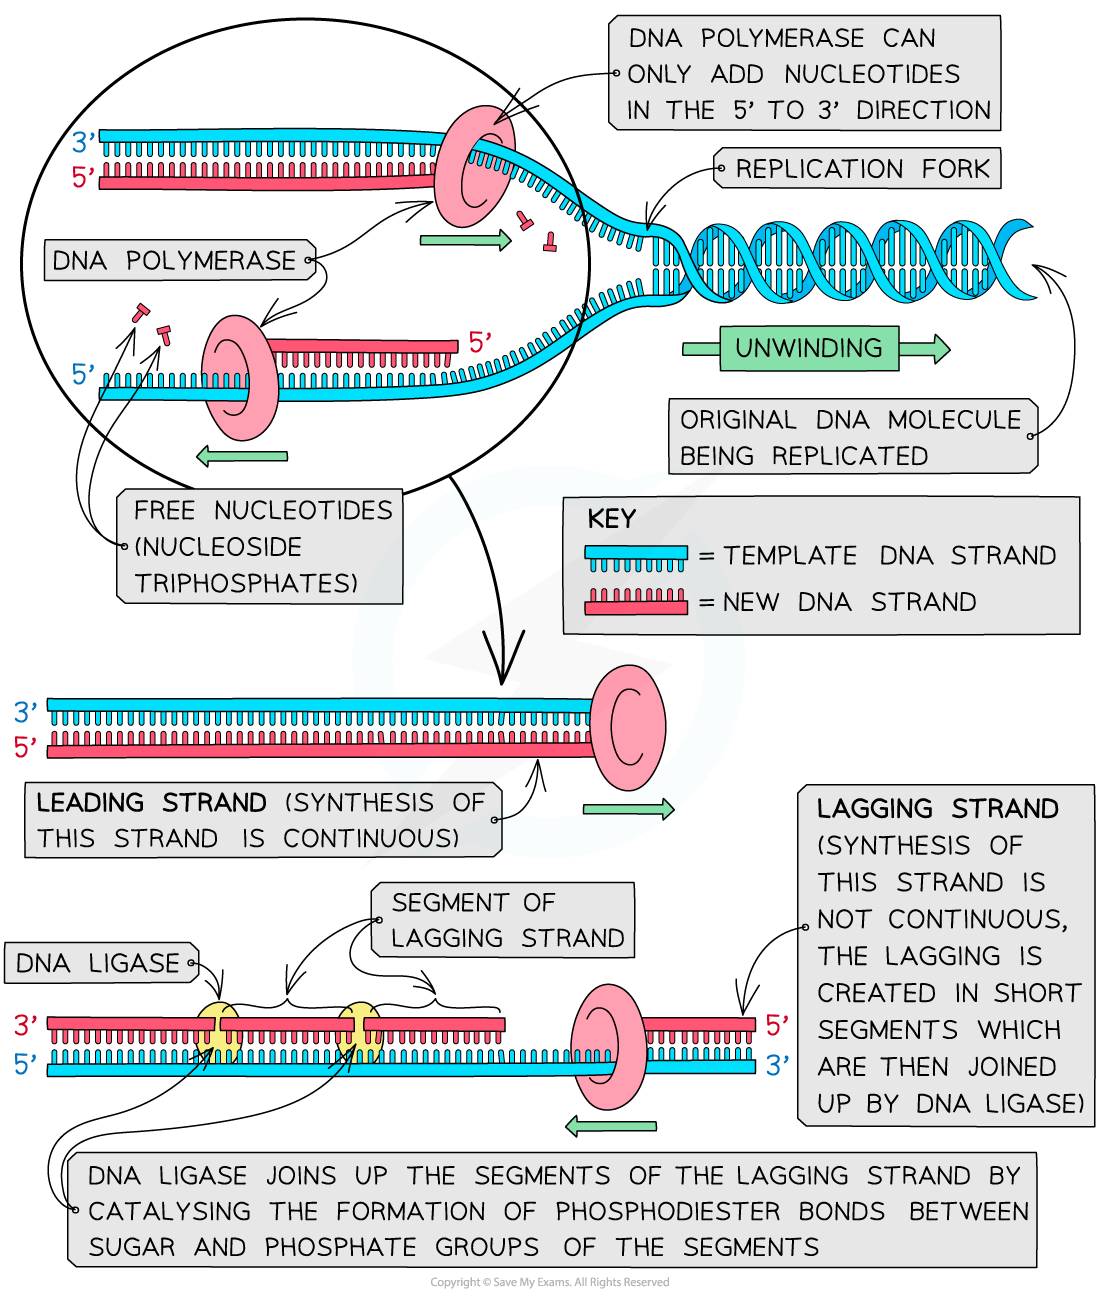 DNA POLYMERASE CAN
ONLY ADD NUCLEOTIDES
IN THE 5' TO 3' DIRECTION
3'
5'
REPLICATION FORK
DNA POLYMERASE
5'
5'
UNWINDING
ORIGINAL DNA MOLECULE
BEING REPLICATED
FREE NUCLEOTIDES
(NUCLEOSIDE
TRIPHOSPHATES)
KEY
= TEMPLATE DNA STRAND
= NEW DNA STRAND
3'
5'
LEADING STRAND (SYNTHESIS OF
THIS STRAND IS CONTINUOUS)
LAGGING STRAND
(SYNTHESIS OF
THIS STRAND IS
NOT CONTINUOUS,
THE LAGGING IS
CREATED IN SHORT
SEGMENTS WHICH
ARE THEN JOINED
UP BY DNA LIGASE)
SEGMENT OF
LAGGING STRAND
DNA LIGASE
3'
5'
5'
3'
DNA LIGASE JOINS UP THE SEGMENTS OF THE LAGGING STRAND BY
CATALYSING THE FORMATION OF PHOSPHODIESTER BONDS BETWEEN
SUGAR AND PHOSPHATE GROUPS OF THE SEGMENTS
Copyright © Save My Exams. All Rights Reserved